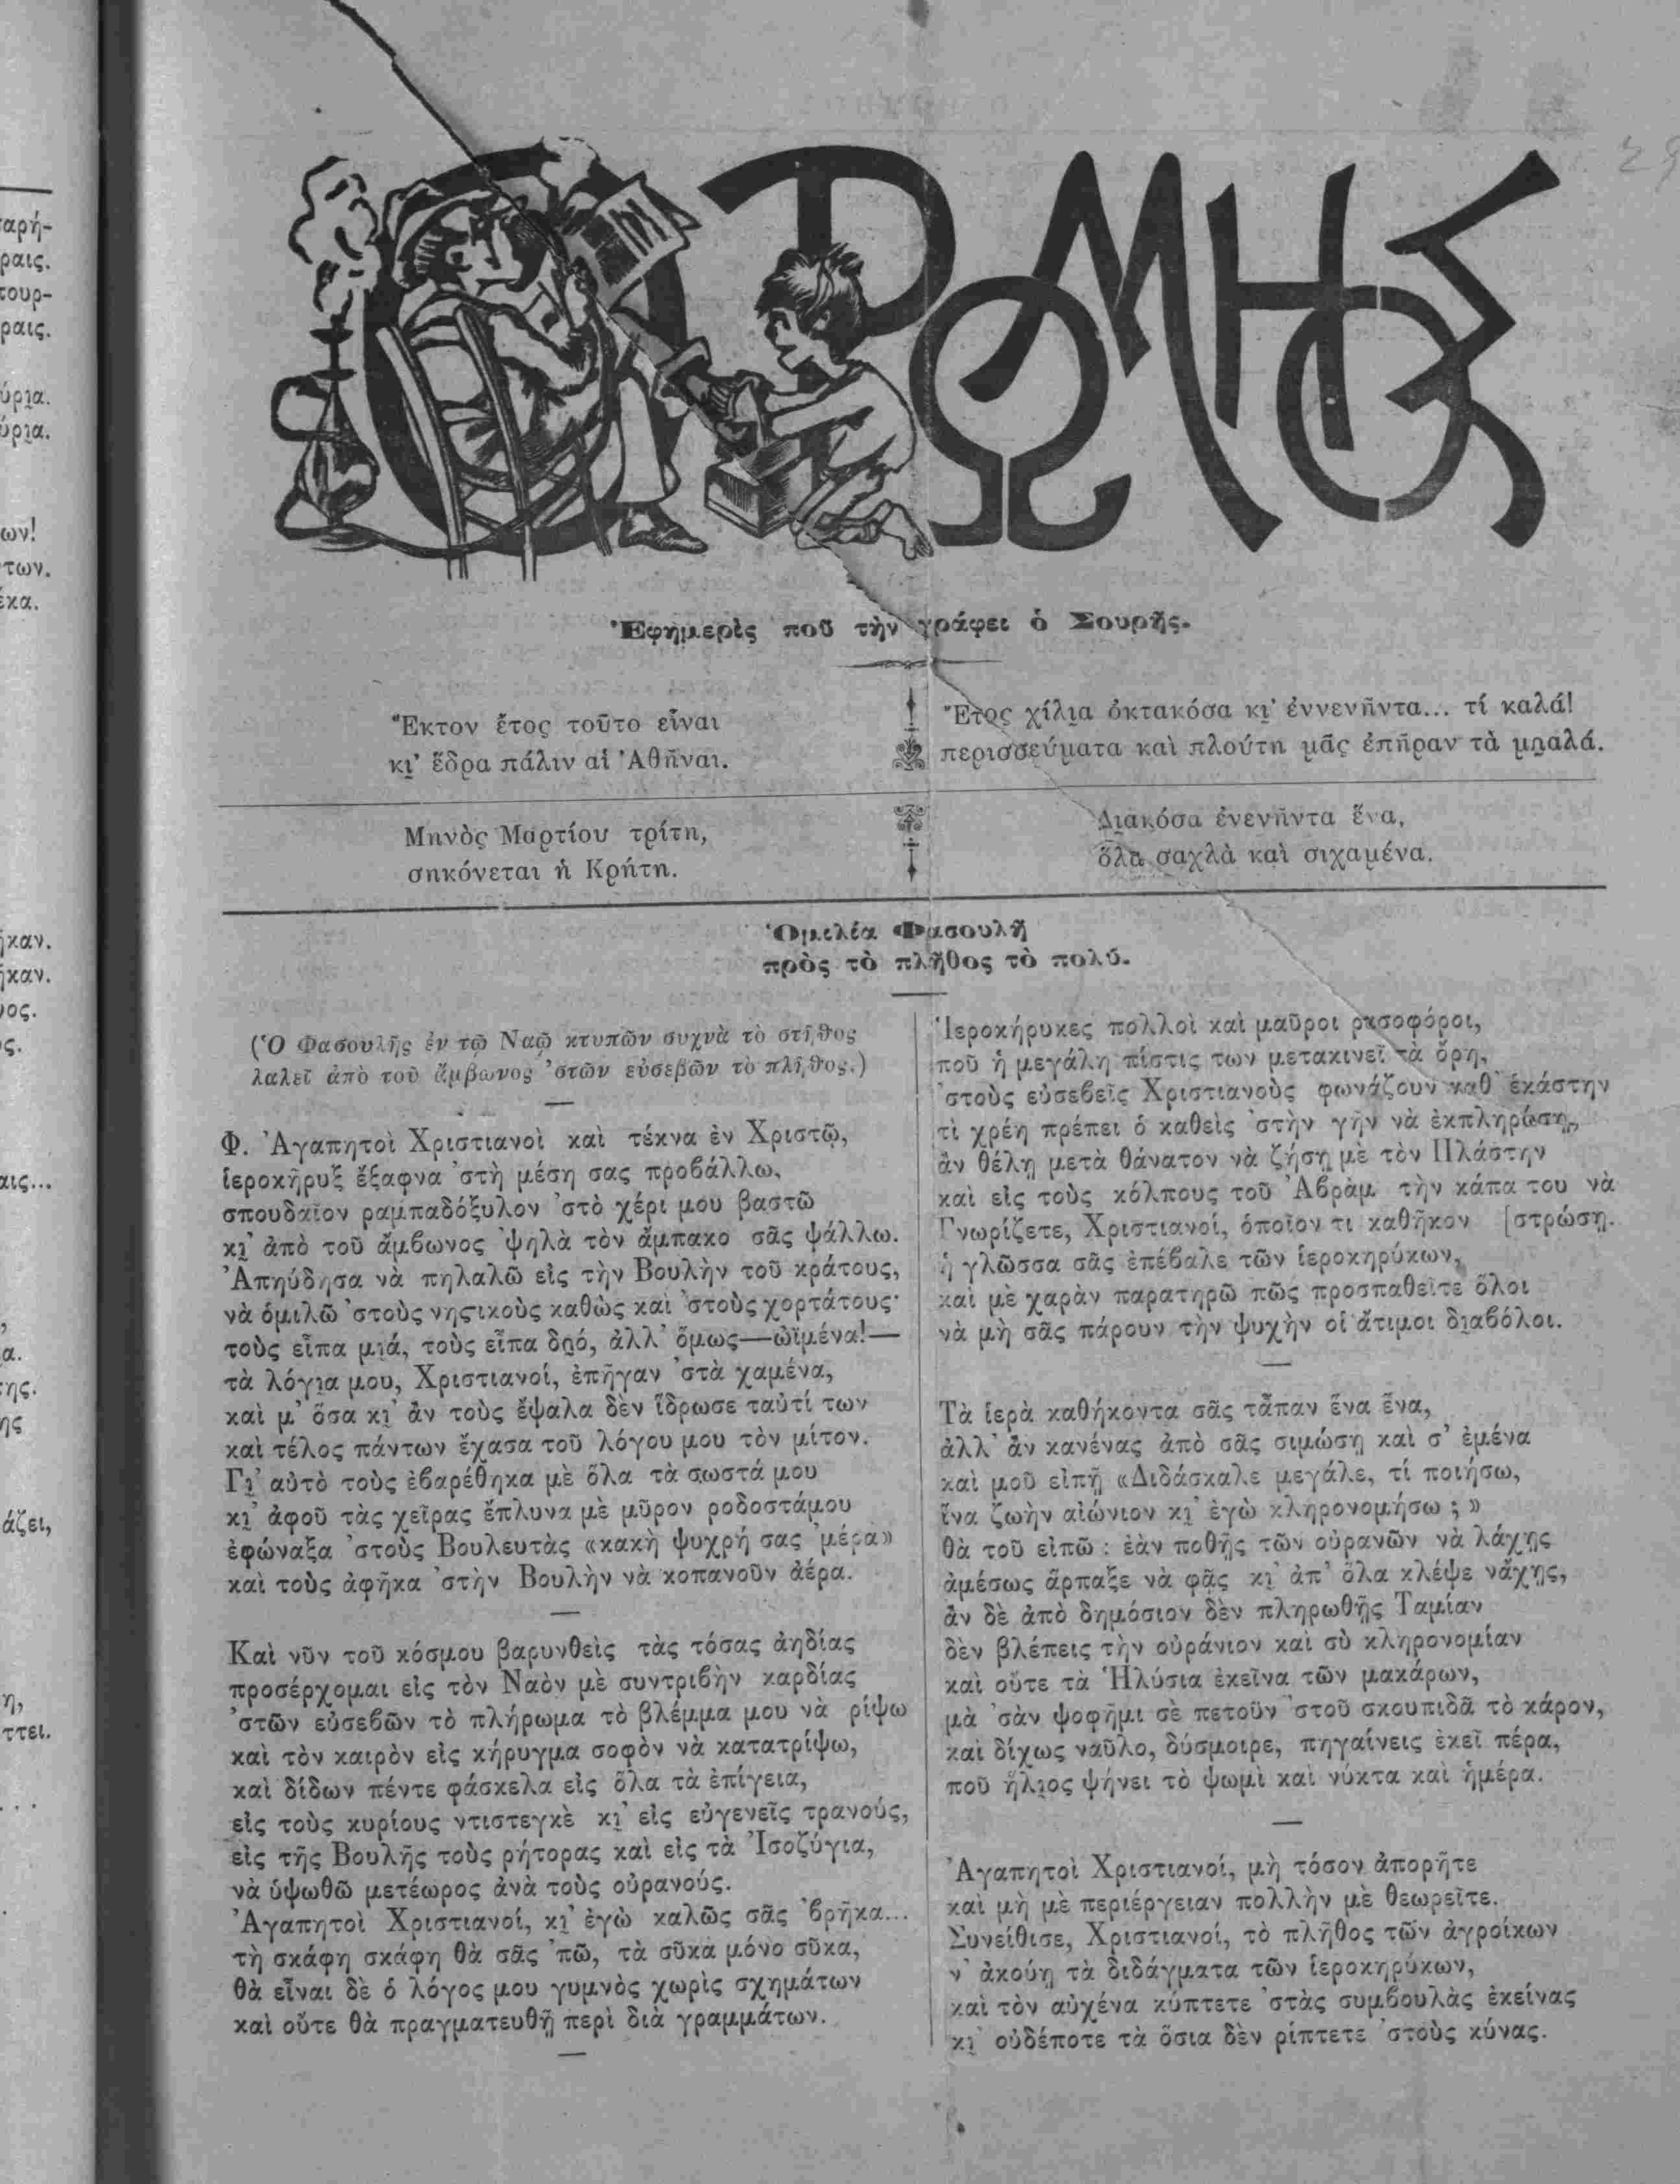 Ο ΡΩΜΗΟΣ
Ἐφημερὶς ποῦ τὴν γράφει ὁ Σουρῆς.
Ἕκτον ἔτος τοῦτο εἶναι
κι̯' ἕδρα πάλιν αἱ Ἀθῆναι.
Ἔτος χίλι̯α ὀκτακόσα κι̯' ἐννενῆντα... τί καλά!
περισσεύματα καὶ πλούτη μᾶς ἐπῆραν τὰ μυ̯αλά.
Μηνὸς Μαρτίου τρίτη,
σηκόνεται ἡ Κρήτη.
Δι̯ακόσα ἐνενῆντα ἕνα,
ὅλα σαχλὰ καὶ σιχαμένα.
Ὁμιλία Φασουλῆ
πρὸς τὸ πλῆθος τὸ πολύ.
(Ὁ Φασουλῆς ἐν τῷ Ναῷ κτυπῶν συχνὰ τὸ στῆθος
λαλεῖ ἀπὸ τοῦ ἄμβωνος 'στῶν εὐσεβῶν τὸ πλῆθος.)
Φ. Ἀγαπητοὶ Χριστιανοὶ καὶ τέκνα ἐν Χριστῷ,
ἱεροκῆρυξ ἔξαφνα 'στὴ μέση σας προβάλλω,
σπουδαῖον ραμπαδόξυλον 'στὸ χέρι μου βαστῶ
κι̯' ἀπὸ τοῦ ἄμβωνος 'ψηλὰ τὸν ἄμπακο σᾶς ψάλλω.
Ἀπηύδησα νὰ πηλαλῶ εἰς τὴν Βουλὴν τοῦ κράτους,
νὰ ὁμιλῶ 'στοὺς νηστικοὺς καθὼς καὶ 'στοὺς χορτάτους·
τοὺς εἶπα μι̯ά, τοὺς εἶπα δυ̯ό, ἀλλ' ὅμως—ὠϊμένα!—
τὰ λόγι̯α μου, Χριστιανοί, ἐπῆγαν 'στὰ χαμένα,
καὶ μ' ὅσα κι̯' ἂν τοὺς ἔψαλα δὲν ἵδρωσε ταὐτί των
καὶ τέλος πάντων ἔχασα τοῦ λόγου μου τὸν μίτον.
Γι̯' αὐτὸ τοὺς ἐβαρέθηκα μὲ ὅλα τὰ σωστά μου
κι̯' ἀφοῦ τὰς χεῖρας ἔπλυνα μὲ μῦρον ροδοστάμου
ἐφώναξα 'στοὺς Βουλευτὰς «κακὴ ψυχρή σας 'μέρα»
καὶ τοὺς ἀφῆκα 'στὴν Βουλὴν νὰ κοπανοῦν ἀέρα.
Καὶ νῦν τοῦ κόσμου βαρυνθεὶς τὰς τόσας ἀηδίας
προσέρχομαι εἰς τὸν Ναὸν μὲ συντριβὴν καρδίας
'στῶν εὐσεβῶν τὸ πλήρωμα τὸ βλέμμα μου νὰ ρίψω
καὶ τὸν καιρὸν εἰς κήρυγμα σοφὸν νὰ κατατρίψω,
καὶ δίδων πέντε φάσκελα εἰς ὅλα τὰ ἐπίγεια,
εἰς τοὺς κυρίους ντιστεγκὲ κι̯' εἰς εὐγενεῖς τρανούς,
εἰς τῆς Βουλῆς τοὺς ρήτορας καὶ εἰς τὰ Ἰσοζύγια,
νὰ ὑψωθῶ μετέωρος ἀνὰ τοὺς οὐρανούς.
Ἀγαπητοὶ Χριστιανοί, κι̯' ἐγὼ καλῶς σᾶς 'βρῆκα...
τὴ σκάφη σκάφη θὰ σᾶς 'πῶ, τὰ σῦκα μόνο σῦκα,
θὰ εἶναι δὲ ὁ λόγος μου γυμνὸς χωρὶς σχημάτων
καὶ οὔτε θὰ πραγματευθῇ περὶ διὰ γραμμάτων.
Ἱεροκήρυκες πολλοὶ καὶ μαῦροι ρασοφόροι,
ποῦ ἡ μεγάλη πίστις των μετακινεῖ τὰ ὄρη,
'στοὺς εὐσεβεῖς Χριστιανοὺς φωνάζουν καθ' ἑκάστην
τὶ χρέη πρέπει ὁ καθεὶς 'στὴν γῆν νὰ ἐκπληρώσῃ,
ἂν θέλῃ μετὰ θάνατον νὰ ζήσῃ μὲ τὸν Πλάστην
καὶ εἰς τοὺς κόλπους τοῦ Ἀβρὰμ τὴν κάπα του νὰ
[στρώσῃ.
Γνωρίζετε, Χριστιανοί, ὁποῖον τι καθῆκον
ἡ γλῶσσα σᾶς ἐπέβαλε τῶν ἱεροκηρύκων,
καὶ μὲ χαρὰν παρατηρῶ πῶς προσπαθεῖτε ὅλοι
νὰ μὴ σᾶς πάρουν τὴν ψυχὴν οἱ ἄτιμοι δι̯αβόλοι.
Τὰ ἱερὰ καθήκοντα σᾶς τἆπαν ἕνα ἕνα,
ἀλλ' ἂν κανένας ἀπὸ σᾶς σιμώσῃ καὶ σ' ἐμένα
καὶ μοῦ εἰπῇ «Διδάσκαλε μεγάλε, τί ποιήσω,
ἵνα ζωὴν αἰώνιον κι̯' ἐγὼ κληρονομήσω ;»
θὰ τοῦ εἰπῶ : ἐὰν ποθῇς τῶν οὐρανῶν νὰ λάχῃς
ἀμέσως ἅρπαξε νὰ φᾷς κι̯' ἀπ' ὅλα κλέψε νἄχῃς,
ἂν δὲ ἀπὸ δημόσιον δὲν πληρωθῇς Ταμίαν
δὲν βλέπεις τὴν οὐράνιον καὶ σὺ κληρονομίαν
καὶ οὔτε τὰ Ἠλύσια ἐκεῖνα τῶν μακάρων,
μὰ 'σὰν ψοφῆμι σὲ πετοῦν 'στοῦ σκουπιδᾶ τὸ κάρον,
καὶ δίχως ναῦλο, δύσμοιρε, πηγαίνεις ἐκεῖ πέρα,
ποῦ ἥλι̯ος ψήνει τὸ ψωμὶ καὶ νύκτα καὶ ἡμέρα.
Ἀγαπητοὶ Χριστιανοί, μὴ τόσον ἀπορῆτε
καὶ μὴ μὲ περιέργειαν πολλὴν μὲ θεωρεῖτε.
Συνείθισε, Χριστιανοί, τὸ πλῆθος τῶν ἀγροίκων
ν' ἀκούῃ τὰ διδάγματα τῶν ἱεροκηρύκων,
καὶ τὸν αὐχένα κύπτετε 'στὰς συμβουλὰς ἐκείνας
κι̯' οὐδέποτε τὰ ὅσια δὲν ρίπτετε 'στοὺς κύνας.